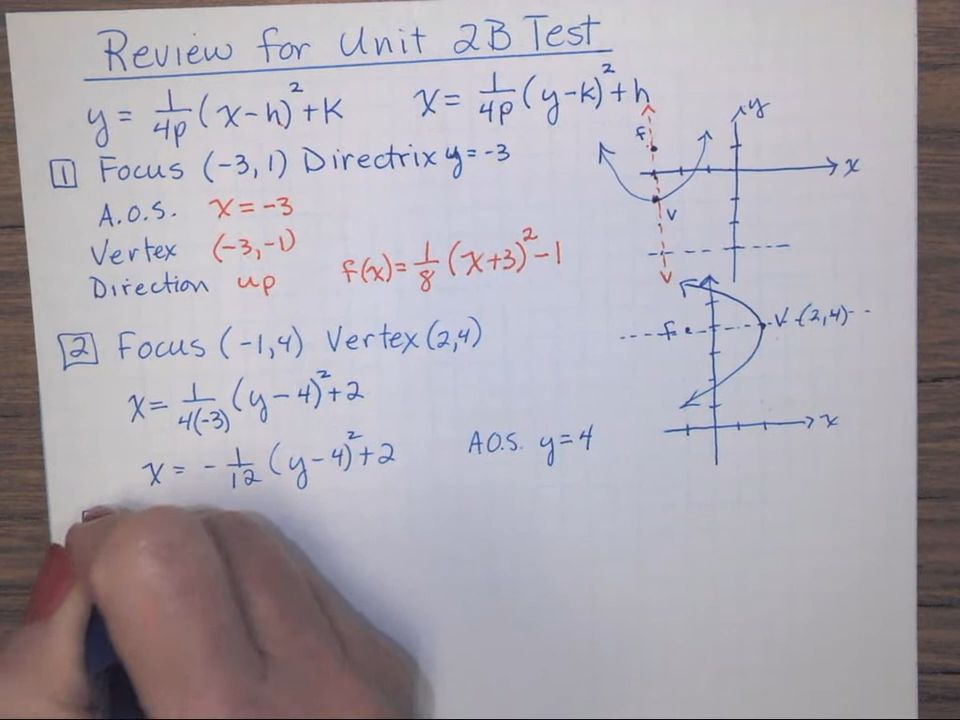 Review for Unit 2B Test
y = 1/4p (x-h)² + k    x = 1/4p (y-k)² + h
1 Focus (-3, 1) Directrix y = -3
A.O.S. x = -3
Vertex (-3, -1)
Direction up    f(x) = 1/8 (x+3)² - 1
y
x
f
v
2 Focus (-1, 4) Vertex (2, 4)
x = 1/4(-3) (y-4)² + 2
x = -1/12 (y-4)² + 2    A.O.S. y = 4
f
V (2,4)
x